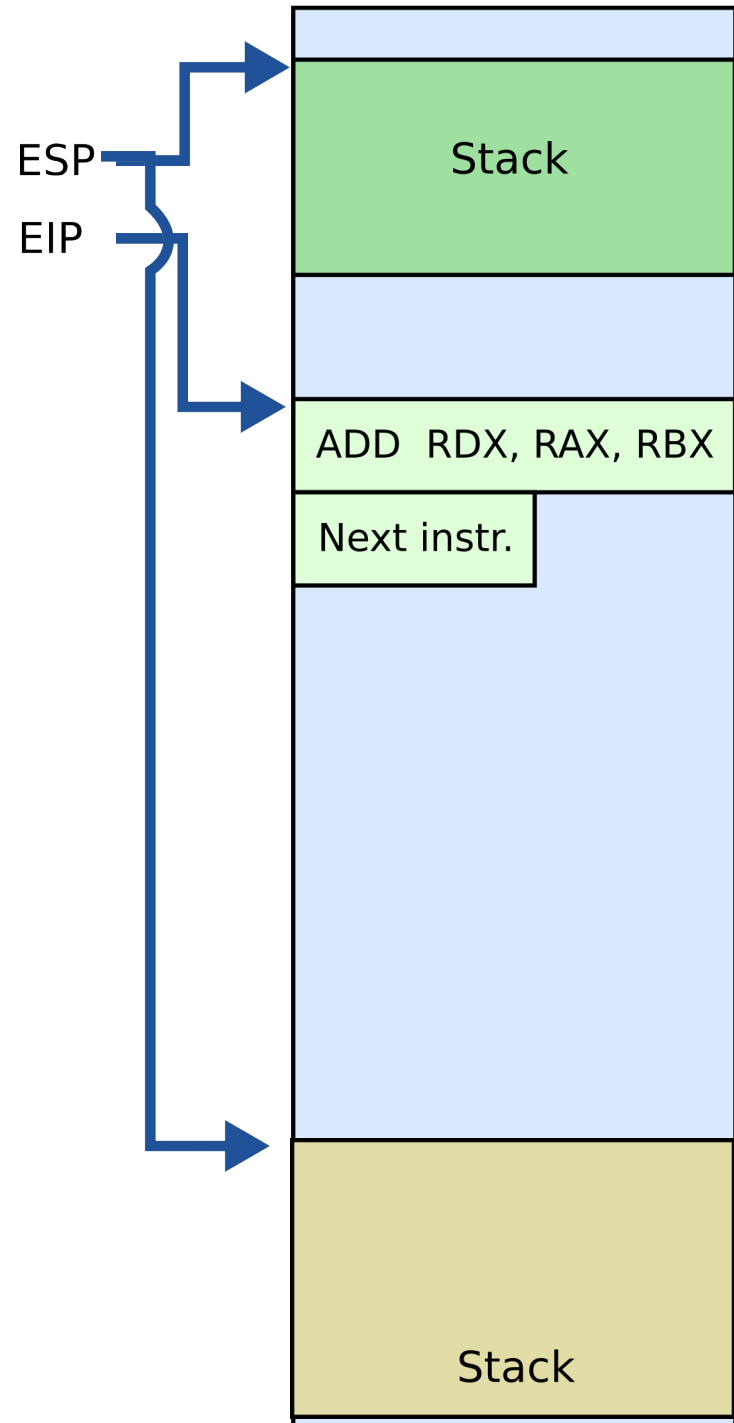 Stack
ESP
EIP
ADD  RDX, RAX, RBX
Next instr.
Stack